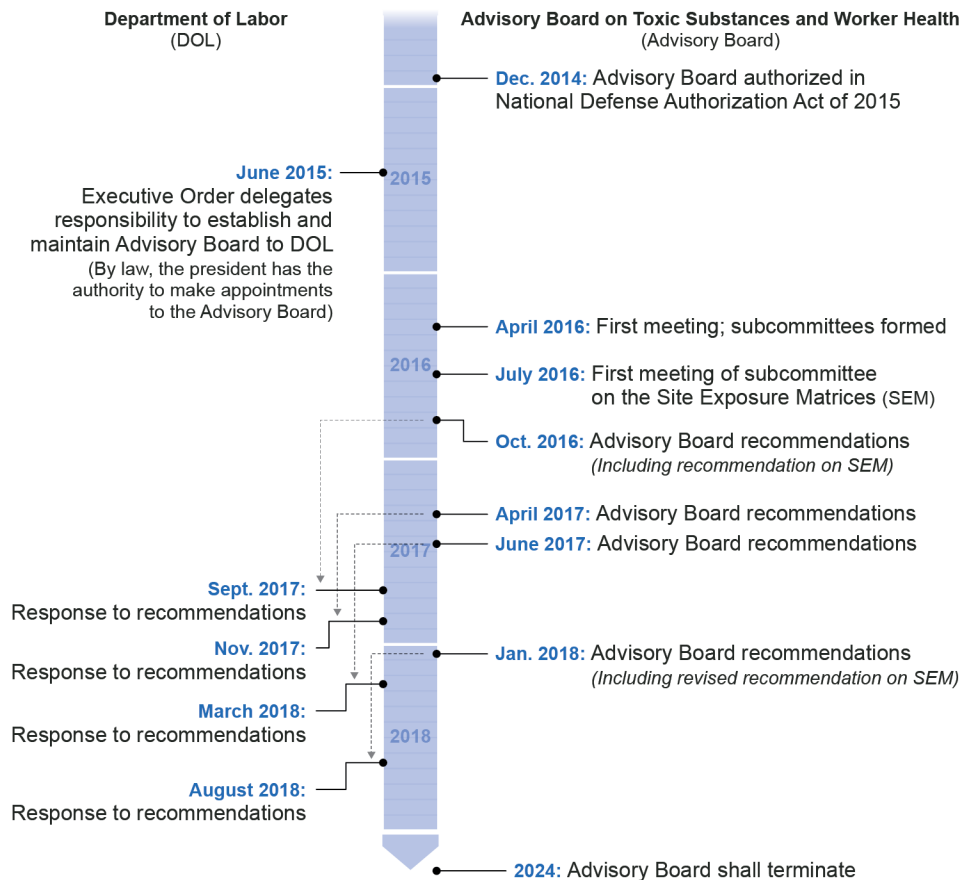 Department of Labor
(DOL)
Advisory Board on Toxic Substances and Worker Health
(Advisory Board)
Dec. 2014: Advisory Board authorized in
National Defense Authorization Act of 2015
June 2015:
Executive Order delegates
responsibility to establish and
maintain Advisory Board to DOL
(By law, the president has the
authority to make appointments
to the Advisory Board)
2015
April 2016: First meeting; subcommittees formed
2016
July 2016: First meeting of subcommittee
on the Site Exposure Matrices (SEM)
Oct. 2016: Advisory Board recommendations
(Including recommendation on SEM)
April 2017: Advisory Board recommendations
June 2017: Advisory Board recommendations
2017
Sept. 2017:
Response to recommendations
Nov. 2017:
Response to recommendations
Jan. 2018: Advisory Board recommendations
(Including revised recommendation on SEM)
March 2018:
Response to recommendations
2018
August 2018:
Response to recommendations
2024: Advisory Board shall terminate